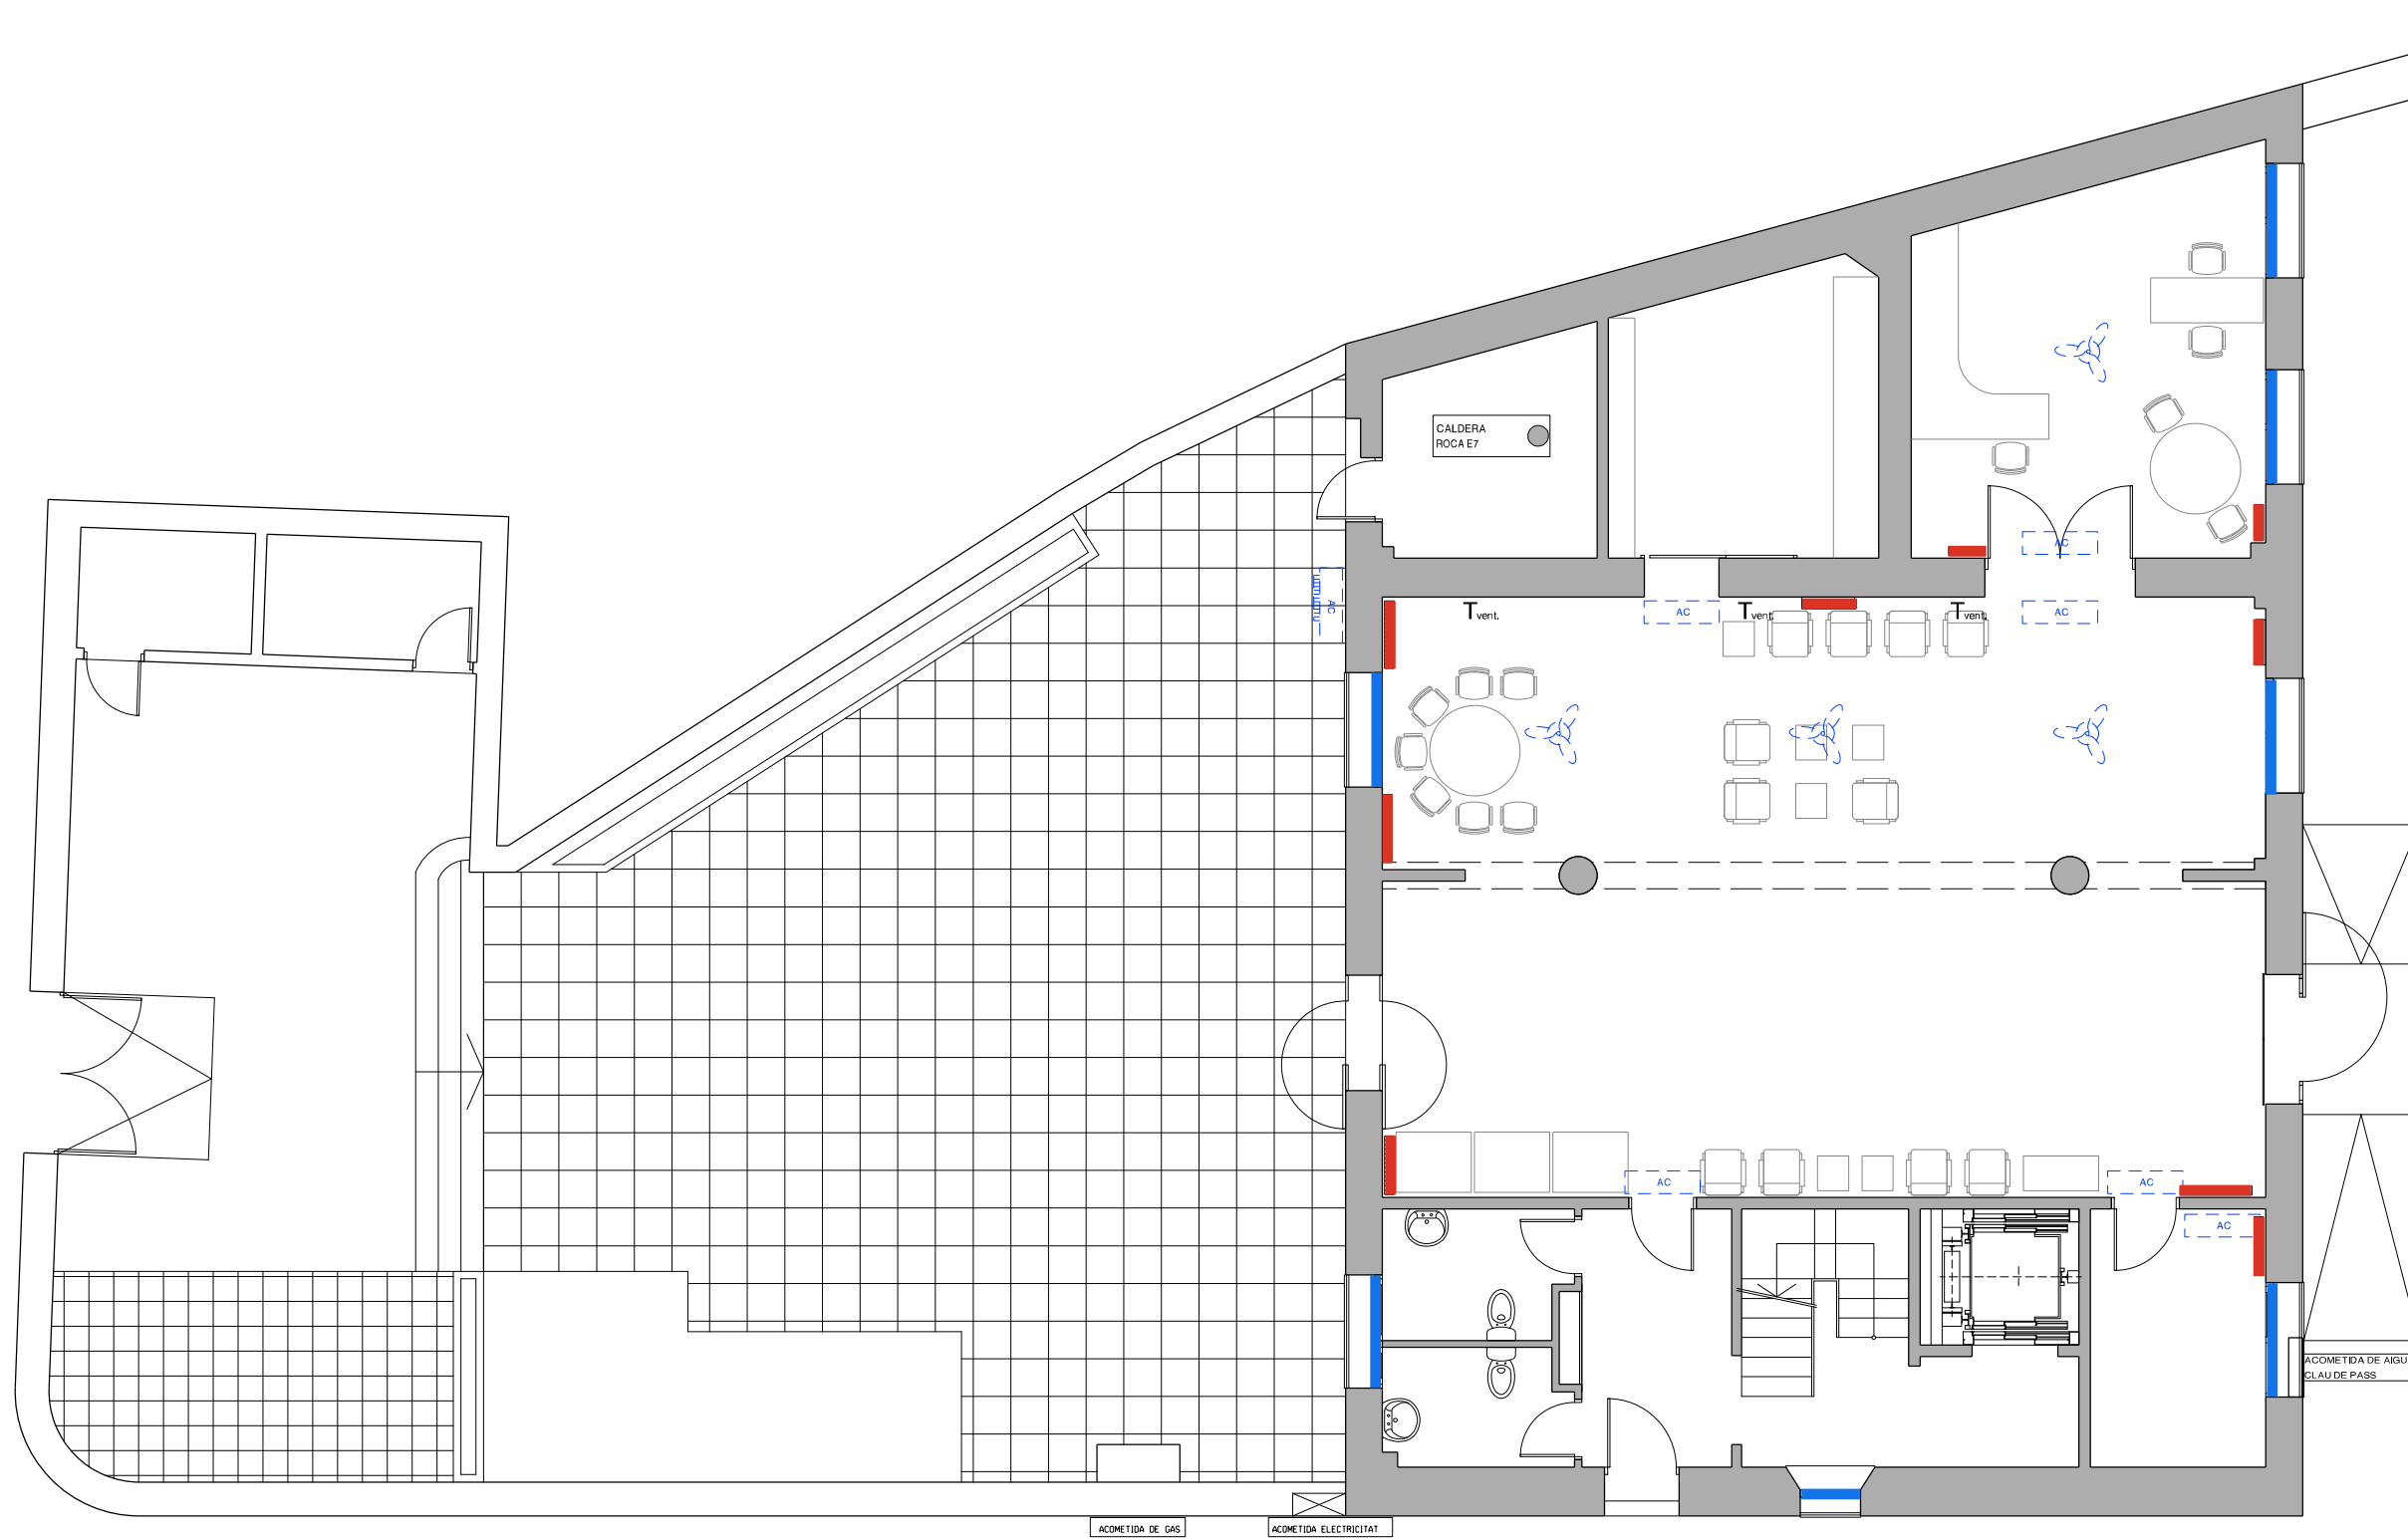 CALDERA
ROCA E7
AC
T vent.
AC
T vent.
T vent.
AC
AC
AC
AC
AC
ACOMETIDA DE AIGU
CLAU DE PASS
ACOMETIDA DE GAS
ACOMETIDA ELECTRICITAT